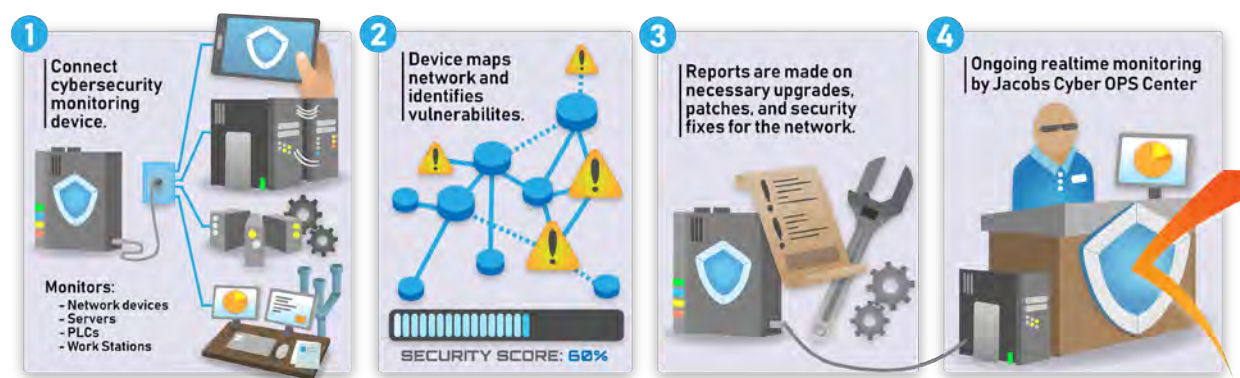 1
Connect
cybersecurity
monitoring
device.
Monitors:
- Network devices
- Servers
- PLCs
- Work Stations
2
Device maps
network and
identifies
vulnerabilites.
SECURITY SCORE: 60%
3
Reports are made on
necessary upgrades,
patches, and security
fixes for the network.
4
Ongoing realtime monitoring
by Jacobs Cyber OPS Center